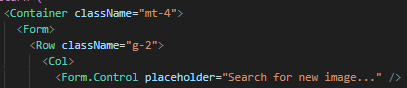 <Container className="mt-4">
<Form>
<Row className="g-2">
<Col>
<Form.Control placeholder="Search for new image..." />